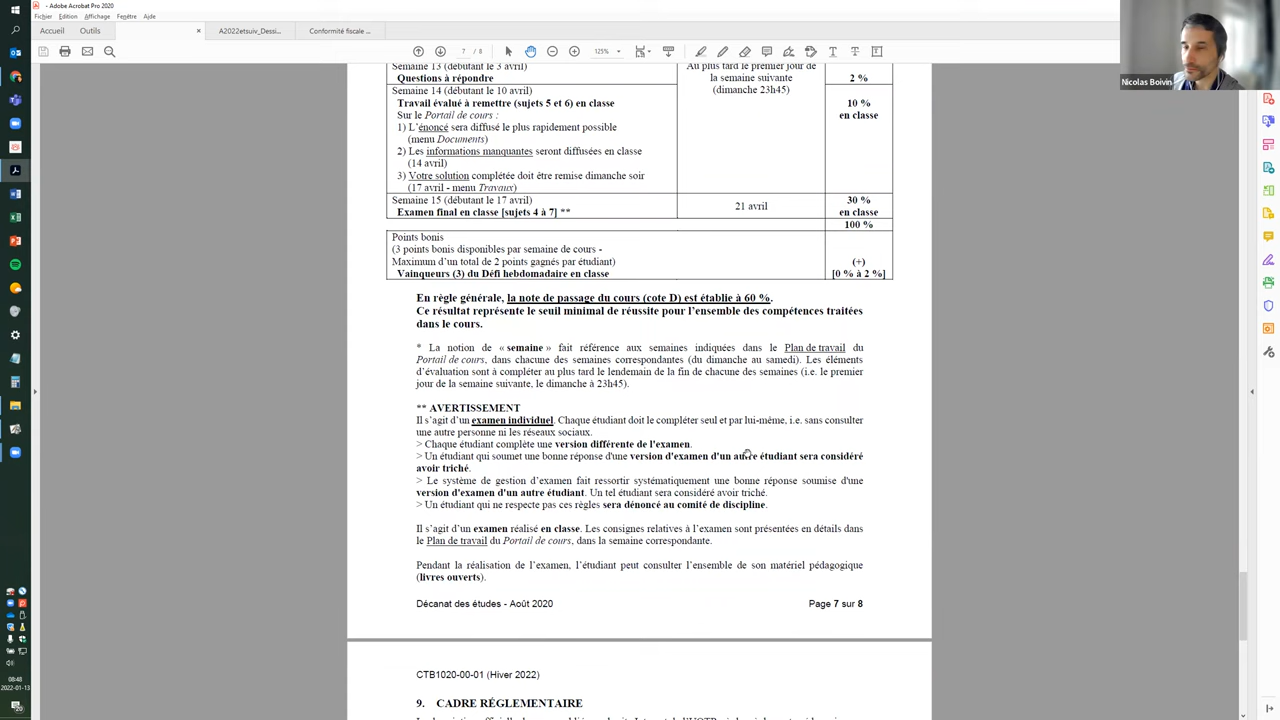 - Adobe Acrobat Pro 2020
Fichier Edition Affichage Fenêtre Aide
Accueil Outils × A2022etsuiv_Dessi... Conformité fiscale ...
7 / 8 125%
Nicolas Boivin
Semaine 13 (débutant le 3 avril)
Questions à répondre
Au plus tard le premier jour de
la semaine suivante
(dimanche 23h45)
2 %
Semaine 14 (débutant le 10 avril)
Travail évalué à remettre (sujets 5 et 6) en classe
Sur le Portail de cours :
1) L'énoncé sera diffusé le plus rapidement possible
(menu Documents)
2) Les informations manquantes seront diffusées en classe
(14 avril)
3) Votre solution complétée doit être remise dimanche soir
(17 avril - menu Travaux)
10 %
en classe
Semaine 15 (débutant le 17 avril)
Examen final en classe [sujets 4 à 7] **
21 avril
30 %
en classe
100 %
Points bonis
(3 points bonis disponibles par semaine de cours -
Maximum d'un total de 2 points gagnés par étudiant)
Vainqueurs (3) du Défi hebdomadaire en classe
(+)
[0 % à 2 %]
En règle générale, la note de passage du cours (cote D) est établie à 60 %.
Ce résultat représente le seuil minimal de réussite pour l'ensemble des compétences traitées
dans le cours.
* La notion de « semaine » fait référence aux semaines indiquées dans le Plan de travail du
Portail de cours, dans chacune des semaines correspondantes (du dimanche au samedi). Les éléments
d'évaluation sont à compléter au plus tard le lendemain de la fin de chacune des semaines (i.e. le premier
jour de la semaine suivante, le dimanche à 23h45).
** AVERTISSEMENT
Il s'agit d'un examen individuel. Chaque étudiant doit le compléter seul et par lui-même, i.e. sans consulter
une autre personne ni les réseaux sociaux.
> Chaque étudiant complète une version différente de l'examen.
> Un étudiant qui soumet une bonne réponse d'une version d'examen d'un autre étudiant sera considéré
avoir triché.
> Le système de gestion d'examen fait ressortir systématiquement une bonne réponse soumise d'une
version d'examen d'un autre étudiant. Un tel étudiant sera considéré avoir triché.
> Un étudiant qui ne respecte pas ces règles sera dénoncé au comité de discipline.
Il s'agit d'un examen réalisé en classe. Les consignes relatives à l'examen sont présentées en détails dans
le Plan de travail du Portail de cours, dans la semaine correspondante.
Pendant la réalisation de l'examen, l'étudiant peut consulter l'ensemble de son matériel pédagogique
(livres ouverts).
Décanat des études - Août 2020 Page 7 sur 8
CTB1020-00-01 (Hiver 2022)
9. CADRE RÉGLEMENTAIRE
08:48
2022-01-13